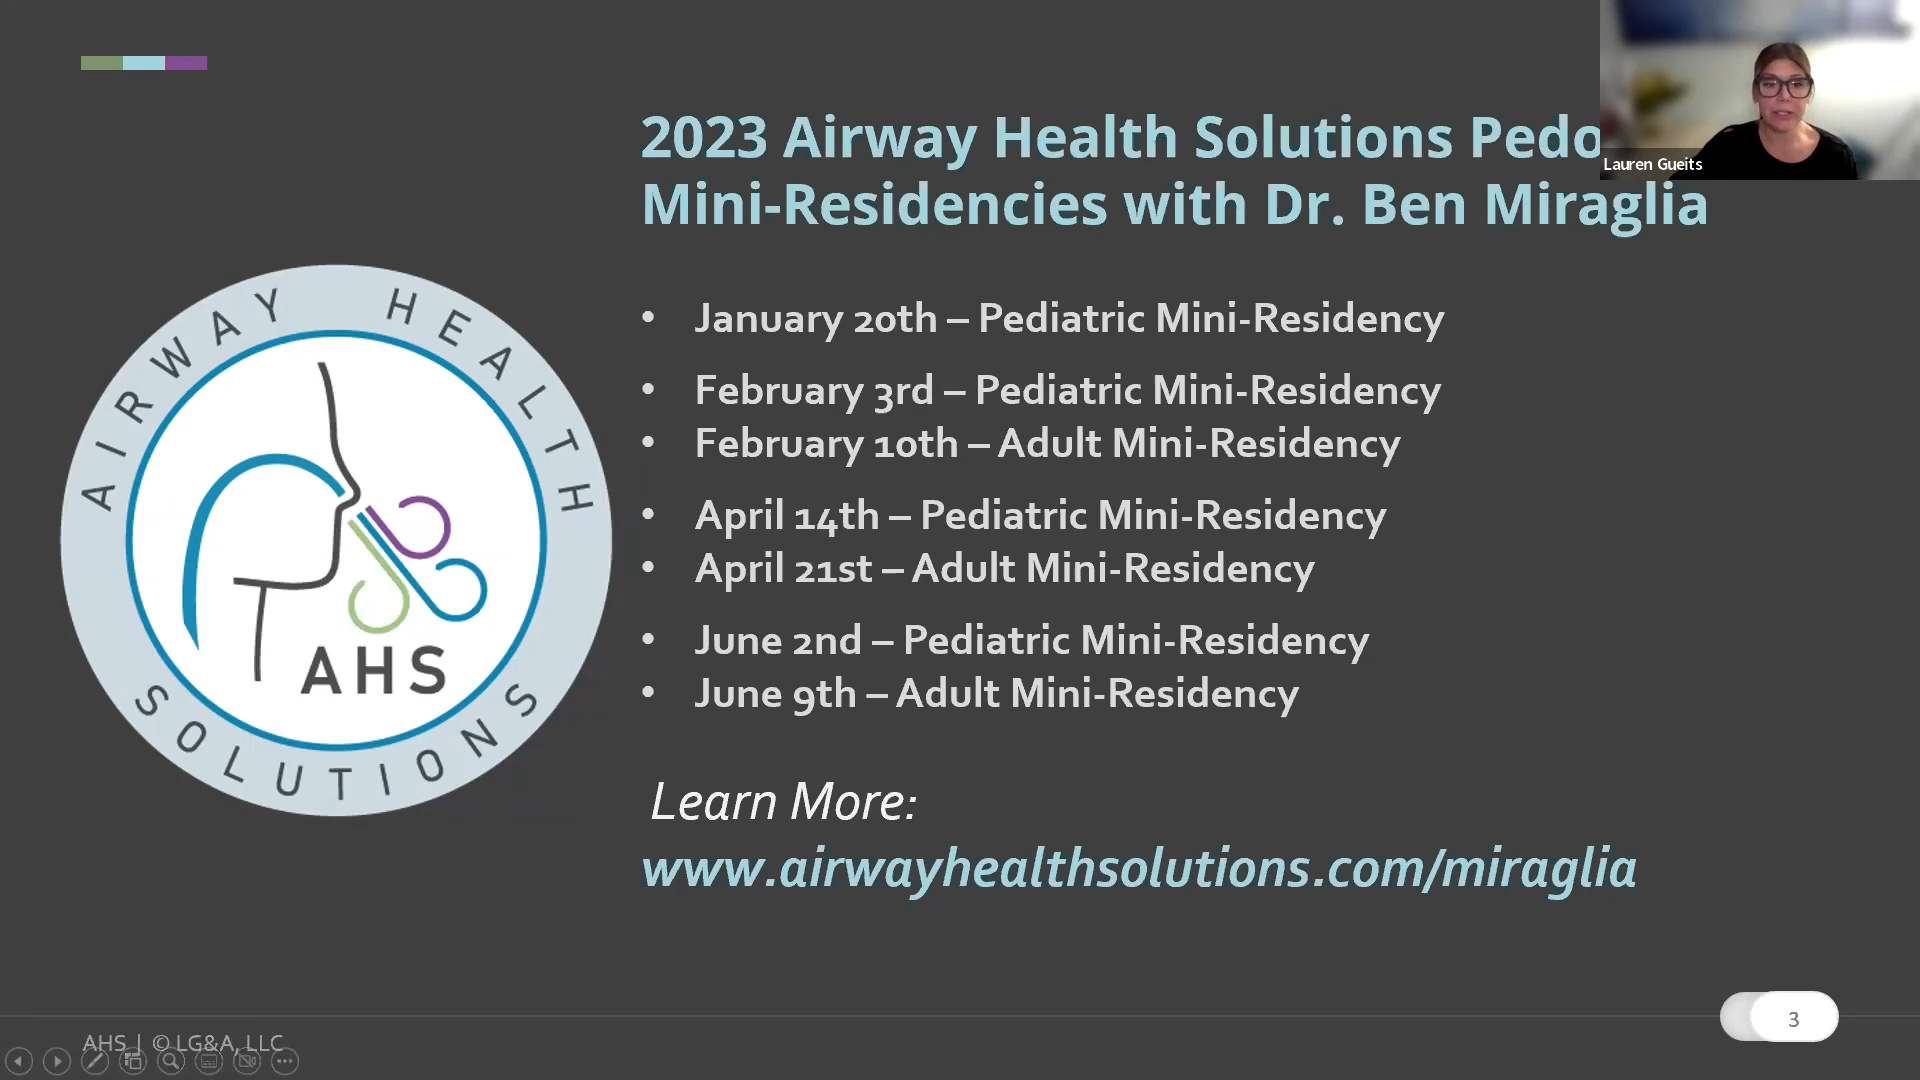 2023 Airway Health Solutions Pedo
Lauren Gueits
Mini-Residencies with Dr. Ben Miraglia
• January 20th – Pediatric Mini-Residency
• February 3rd – Pediatric Mini-Residency
• February 10th – Adult Mini-Residency
• April 14th – Pediatric Mini-Residency
• April 21st – Adult Mini-Residency
• June 2nd – Pediatric Mini-Residency
• June 9th – Adult Mini-Residency
Learn More:
www.airwayhealthsolutions.com/miraglia
AIRWAY HEALTH
AHS
SOLUTIONS
AHS | © LG&A, LLC
3